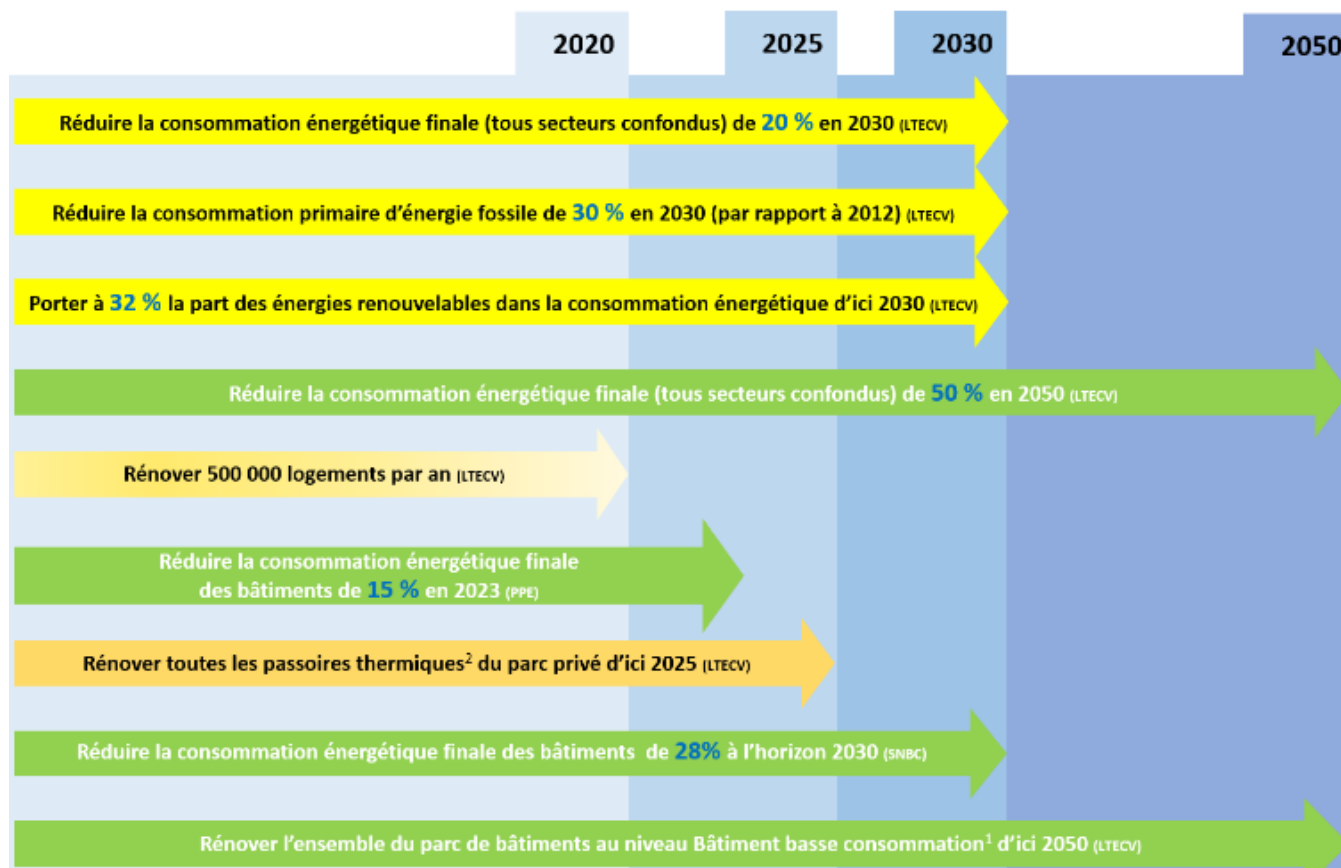 2020
2025
2030
2050
Réduire la consommation énergétique finale (tous secteurs confondus) de 20 % en 2030 (LTECV)
Réduire la consommation primaire d'énergie fossile de 30 % en 2030 (par rapport à 2012) (LTECV)
Porter à 32 % la part des énergies renouvelables dans la consommation énergétique d'ici 2030 (LTECV)
Réduire la consommation énergétique finale (tous secteurs confondus) de 50 % en 2050 (LTECV)
Rénover 500 000 logements par an (LTECV)
Réduire la consommation énergétique finale
des bâtiments de 15 % en 2023 (PPE)
Rénover toutes les passoires thermiques² du parc privé d'ici 2025 (LTECV)
Réduire la consommation énergétique finale des bâtiments de 28% à l'horizon 2030 (SNBC)
Rénover l'ensemble du parc de bâtiments au niveau Bâtiment basse consommation¹ d'ici 2050 (LTECV)